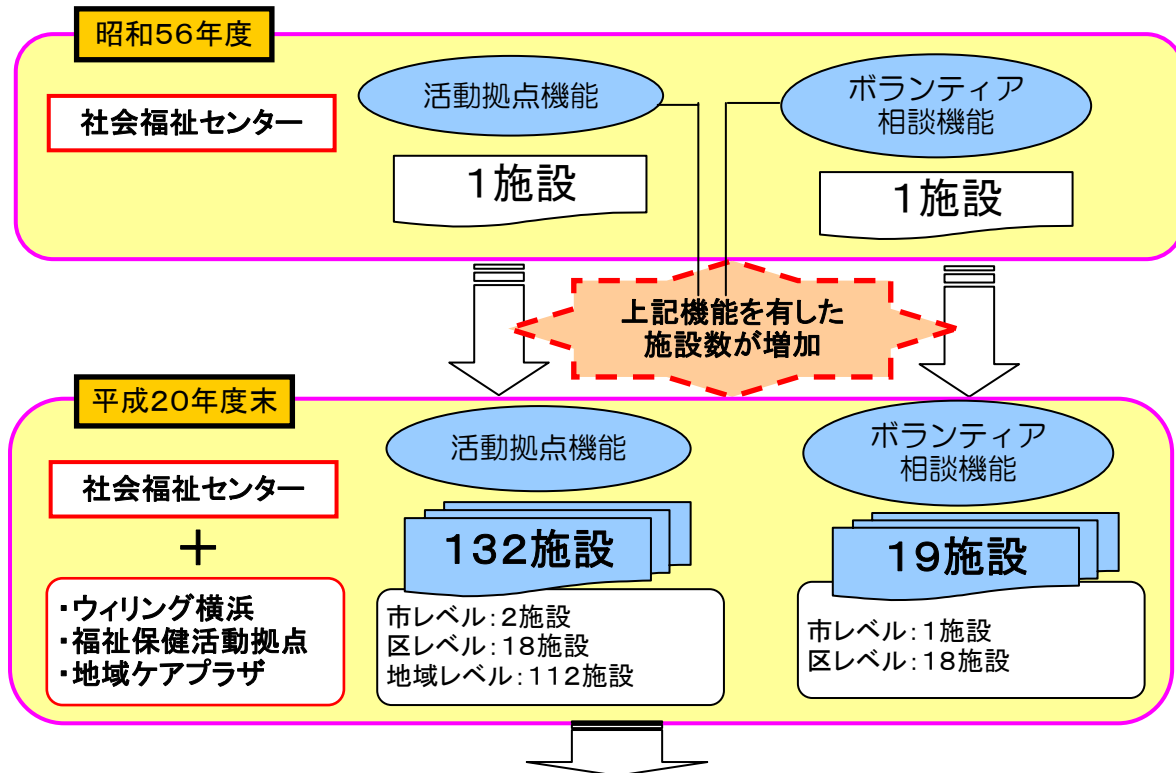 昭和56年度
社会福祉センター
活動拠点機能
1施設
ボランティア
相談機能
1施設
上記機能を有した
施設数が増加
平成20年度末
社会福祉センター
＋
・ウィリング横浜
・福祉保健活動拠点
・地域ケアプラザ
活動拠点機能
132施設
市レベル：2施設
区レベル：18施設
地域レベル：112施設
ボランティア
相談機能
19施設
市レベル：1施設
区レベル：18施設